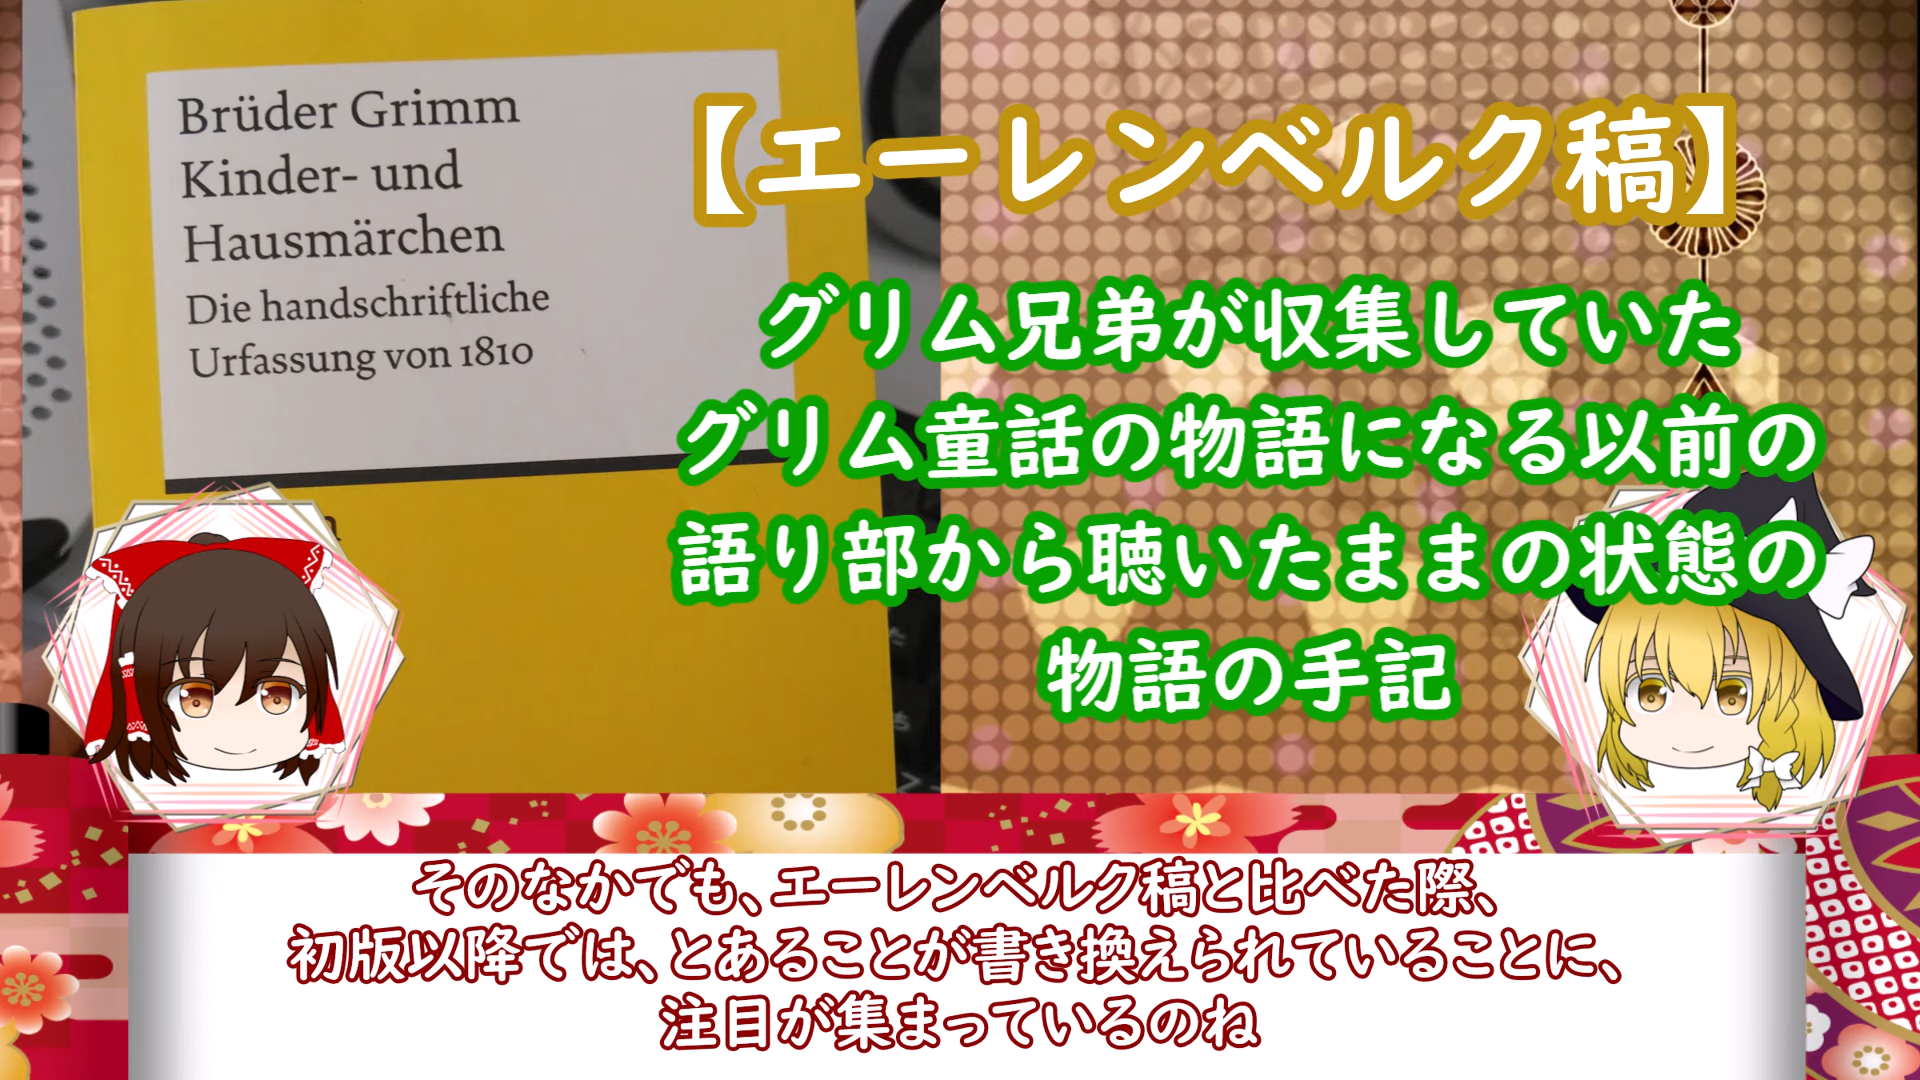 Brüder Grimm
Kinder- und
Hausmärchen
Die handschriftliche
Urfassung von 1810
【エーレンベルク稿】
グリム兄弟が収集していた
グリム童話の物語になる以前の
語り部から聴いたままの状態の
物語の手記
そのなかでも、エーレンベルク稿と比べた際、
初版以降では、とあることが書き換えられていることに、
注目が集まっているのね